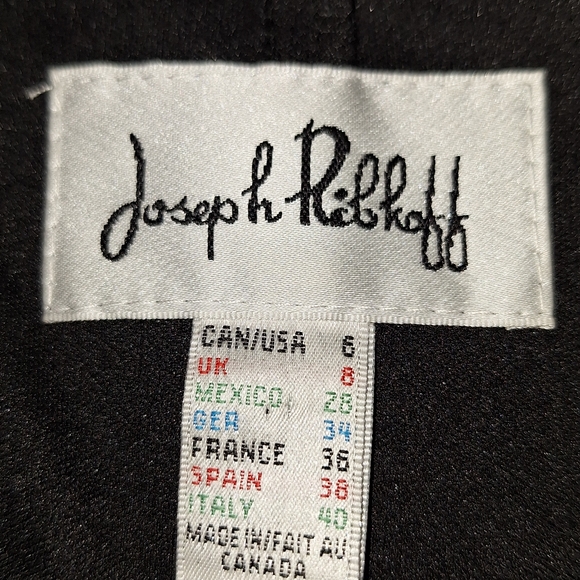 Joseph Ribkoff
CAN/USA 6
UK 8
MEXICO 28
GER 34
FRANCE 36
SPAIN 38
ITALY 40
MADE IN/FAIT AU
CANADA